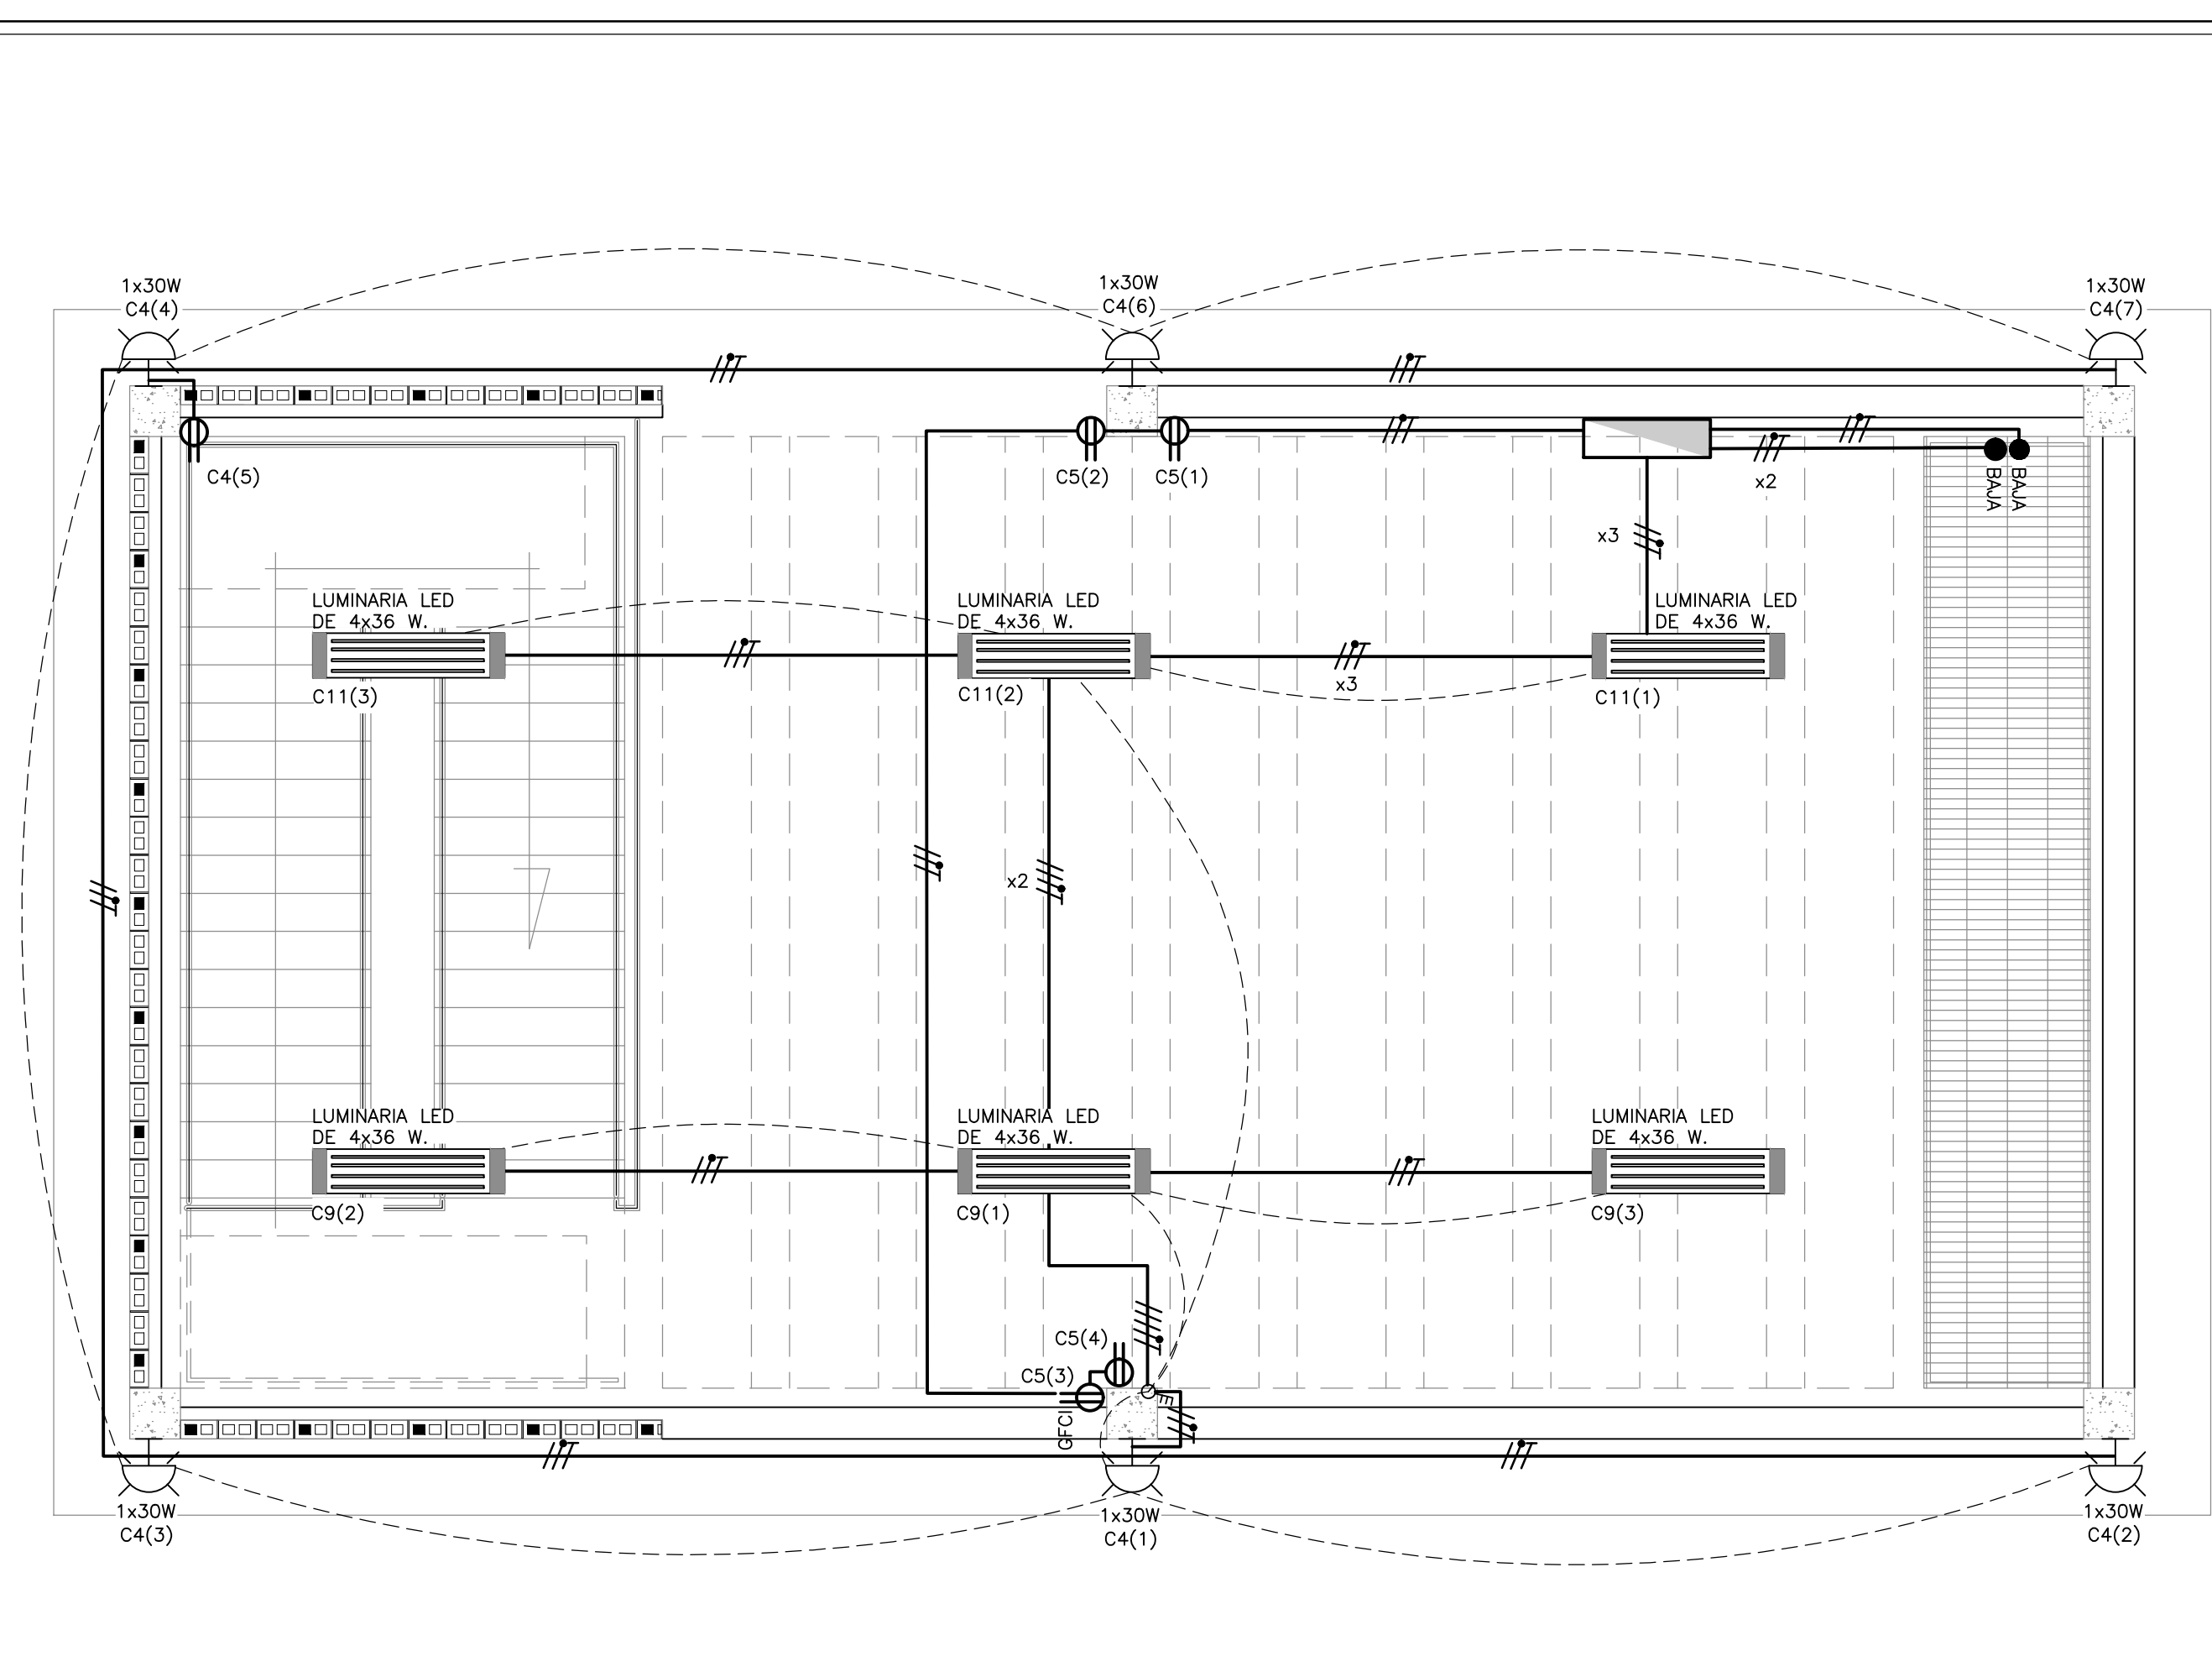 1x30W
C4(4)
1x30W
C4(6)
1x30W
C4(7)
C4(5)
C5(2)
C5(1)
x2
BAJA
BAJA
x3
LUMINARIA LED
DE 4x36 W.
C11(3)
LUMINARIA LED
DE 4x36 W.
C11(2)
x3
LUMINARIA LED
DE 4x36 W.
C11(1)
x2
LUMINARIA LED
DE 4x36 W.
C9(2)
LUMINARIA LED
DE 4x36 W.
C9(1)
LUMINARIA LED
DE 4x36 W.
C9(3)
C5(4)
C5(3)
GFCI
E
1x30W
C4(3)
1x30W
C4(1)
1x30W
C4(2)